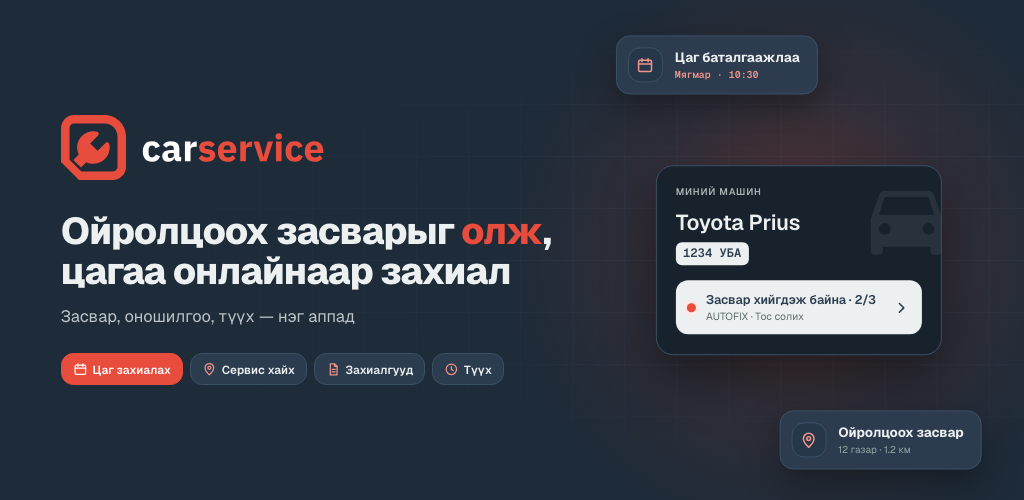 carservice
Ойролцоох засварыг олж,
цагаа онлайнаар захиал
Засвар, оношилгоо, түүх — нэг аппад
Цаг захиалах
Сервис хайх
Захиалгууд
Түүх
Цаг баталгаажлаа
Мягмар · 10:30
МИНИЙ МАШИН
Toyota Prius
1234 УБА
Засвар хийгдэж байна · 2/3
AUTOFIX · Тос солих
Ойролцоох засвар
12 газар · 1.2 км